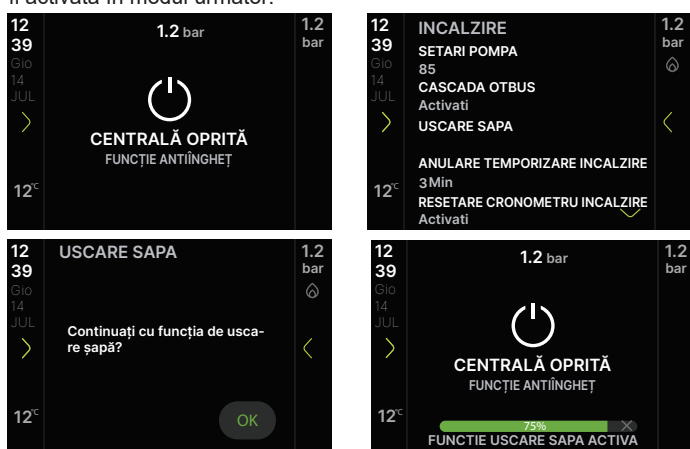 fi activată în modul următor:
12
39
Gio
14
JUL
12°C
1.2 bar
CENTRALĂ OPRITĂ
FUNCȚIE ANTIÎNGHEȚ
1.2
bar
12
39
Gio
14
JUL
12°C
INCALZIRE
SETARI POMPA
85
CASCADA OTBUS
Activati
USCARE SAPA
ANULARE TEMPORIZARE INCALZIRE
3Min
RESETARE CRONOMETRU INCALZIRE
Activati
1.2
bar
12
39
Gio
14
JUL
12°C
USCARE SAPA
Continuați cu funcția de usca-
re șapă?
OK
1.2
bar
12
39
Gio
14
JUL
12°C
1.2 bar
CENTRALĂ OPRITĂ
FUNCȚIE ANTIÎNGHEȚ
75%
FUNCTIE USCARE SAPA ACTIVA
1.2
bar